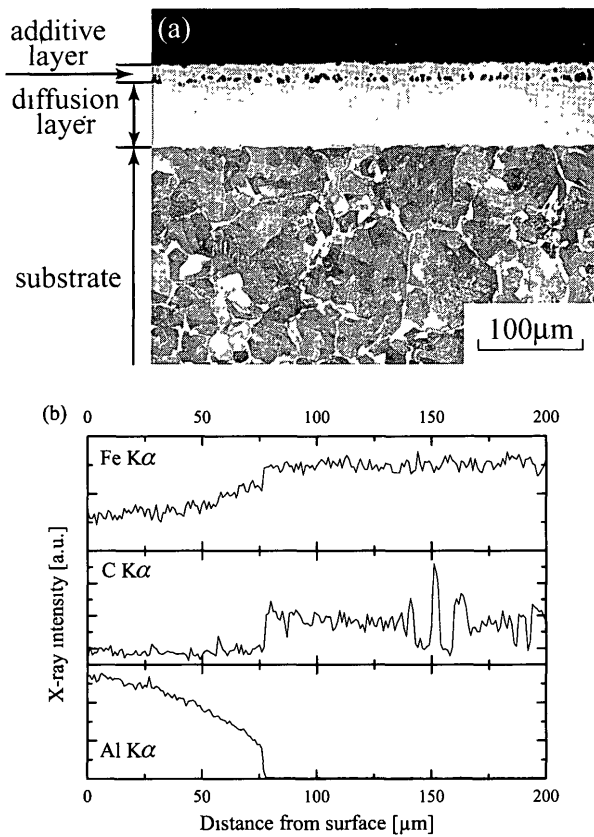 additive
layer
(a)
diffusion
layer
substrate
100μm
(b)
0 50 100 150 200
Fe Kα
C Kα
Al Kα
X-ray intensity [a.u.]
0 50 100 150 200
Distance from surface [μm]